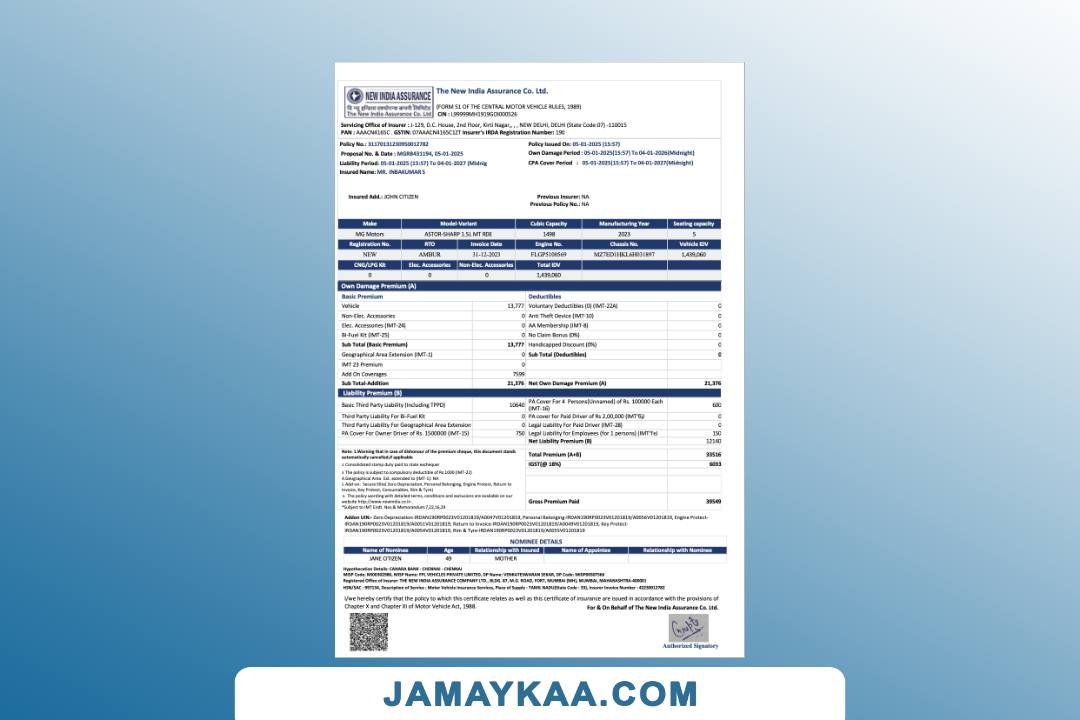 NEW INDIA ASSURANCE
दि न्यू इन्डिया एश्योरन्स कंपनी लिमिटेड
The New India Assurance Co. Ltd
The New India Assurance Co. Ltd.
(FORM 51 OF THE CENTRAL MOTOR VEHICLE RULES, 1989)
CIN : L99999MH1919GOI000526
Servicing Office of Insurer : J-129, D.C. House, 2nd Floor, Kirti Nagar,, , , NEW DELHI, DELHI (State Code:07) -110015
PAN : AAACN4165C . GSTIN: 07AAACN4165C1ZT Insurer's IRDA Registration Number: 190
Policy No.: 31170131230950012782 Policy Issued On: 05-01-2025 (15:57)
Proposal No. & Date : MGR8431194, 05-01-2025 Own Damage Period : 05-01-2025(15:57) To 04-01-2026(Midnight)
Liability Period: 05-01-2025 (15:57) To 04-01-2027 (Midnig CPA Cover Period : 05-01-2025(15:57) To 04-01-2027(Midnight)
Insured Name: MR. INBAKUMAR S
Insured Add.: JOHN CITIZEN Previous Insurer: NA
Previous Policy No.: NA
Make Model-Variant Cubic Capacity Manufacturing Year Seating capacity
MG Motors ASTOR-SHARP 1.5L MT RDE 1498 2023 5
Registration No. RTO Invoice Date Engine No. Chassis No. Vehicle IDV
NEW AMBUR 31-12-2023 FLGP5100569 MZ7ED1HKL6H031897 1,439,060
CNG/LPG Kit Elec. Accessories Non-Elec. Accessories Total IDV
0 0 0 1,439,060
Own Damage Premium (A)
Basic Premium Deductibles
Vehicle 13,777 Voluntary Deductibles (0) (IMT-22A) 0
Non-Elec. Accessories 0 Anti Theft Device (IMT-10) 0
Elec. Accessories (IMT-24) 0 AA Membership (IMT-8) 0
Bi-Fuel Kit (IMT-25) 0 No Claim Bonus (0%) 0
Sub Total (Basic Premium) 13,777 Handicapped Discount (0%) 0
Geographical Area Extension (IMT-1) 0 Sub Total (Deductibles) 0
IMT 23 Premium 0
Add On Coverages 7599
Sub Total-Addition 21,376 Net Own Damage Premium (A) 21,376
Liability Premium (B)
Basic Third Party Liability (Including TPPD) 10640 PA Cover For 4 Persons(Unnamed) of Rs. 100000 Each (IMT-16) 600
Third Party Liability For Bi-Fuel Kit 0 PA cover for Paid Driver of Rs 2,00,000 0
Third Party Liability For Geographical Area Extension 0 Legal Liability For Paid Driver (IMT-28) 0
PA Cover For Owner Driver of Rs. 1500000 (IMT-15) 750 Legal Liability for Employees (for 1 persons) 150
Net Liability Premium (B) 12140
Note: 1.Warning that in case of dishonour of the premium cheque, this document stands automatically cancelled,if applicable
Total Premium (A+B) 33516
2.Consolidated stamp duty paid to state exchequer IGST(@ 18%) 6033
3.The policy is subject to compulsory deductible of Rs.1000 (IMT-22)
4.Geographical Area Ext. extended to (IMT-1): NA
5.Add on : Secure filled, Zero Depreciation, Personal Belonging, Engine Protect, Return to Invoice, Key Protect, Consumables, Rim & Tyre)
6. The policy wording with detailed terms, conditions and exclusions are available on our website http://www.newindia.co.in .
Gross Premium Paid 39549
*Subject to IMT Endt. Nos & Memorandum 7,22,16,29
Addon UIN:- Zero Depreciation-IRDAN190RP0023V01201819/A0047V01201819, Personal Belonging-IRDAN190RP0023V01201819/A0056V01201819, Engine Protect-
IRDAN190RP0023V01201819/A0051V01201819, Return to Invoice-IRDAN190RP0023V01201819/A0049V01201819, Key Protect-
IRDAN190RP0023V01201819/A0054V01201819, Rim & Tyre-IRDAN190RP0023V01201819/A0055V01201819
NOMINEE DETAILS
Name of Nominee Age Relationship with Insured Name of Appointee Relationship with Nominee
JANE CITIZEN 49 MOTHER
Hypothecation Details: CANARA BANK - CHENNAI - CHENNAI
MISP Name: FPL VEHICLES PRIVATE LIMITED, DP Name: VENKATESWARAN SEKAR,
Registered Office of Insurer: THE NEW INDIA ASSURANCE COMPANY LTD., BLDG. 87, M.G. ROAD, FORT, MUMBAI (MH), MUMBAI, MAHARASHTRA-400001
HSN/SAC : 997134, Description of Service : Motor Vehicle Insurance Services, Place of Supply : TAMIL NADU(State Code : 33),
I/we hereby certify that the policy to which this certificate relates as well as this certificate of insurance are issued in accordance with the provisions of
Chapter X and Chapter XI of Motor Vehicle Act, 1988.
For & On Behalf of The New India Assurance Co. Ltd.
Authorized Signatory
JAMAYKAA.COM